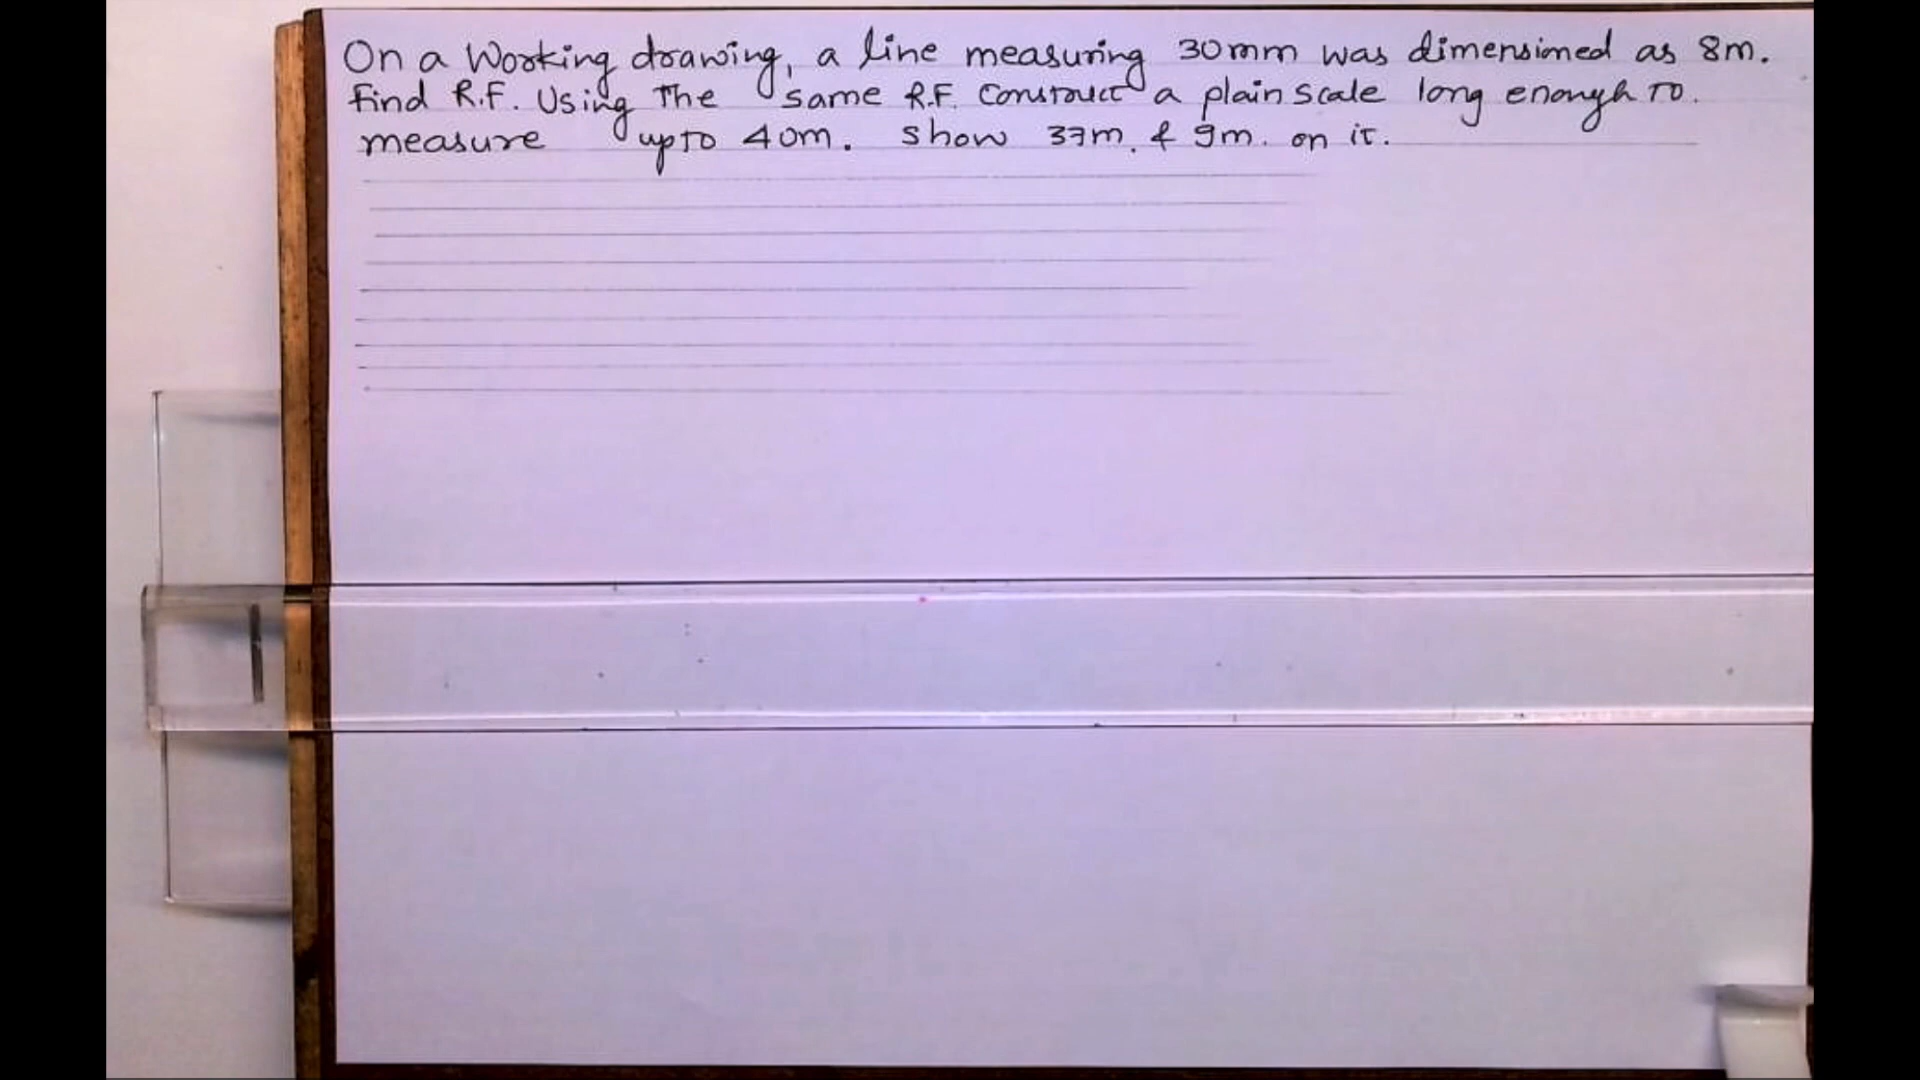 On a Working drawing, a line measuring 30mm was dimensioned as 8m.
Find R.F. Using The same R.F. Construct a plain scale long enough To.
measure upto 40m. Show 37m. & 9m. on it.